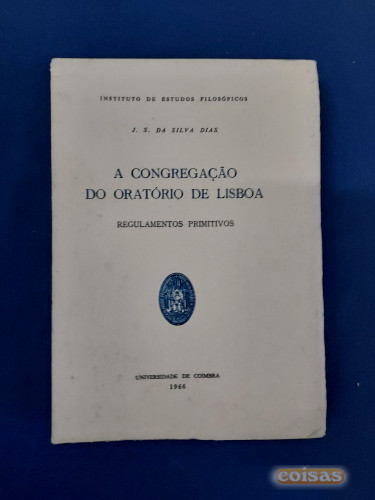 INSTITUTO DE ESTUDOS FILOSÓFICOS
J. S. DA SILVA DIAS
A CONGREGAÇÃO
DO ORATÓRIO DE LISBOA
REGULAMENTOS PRIMITIVOS
UNIVERSIDADE DE COIMBRA
1966
coisas